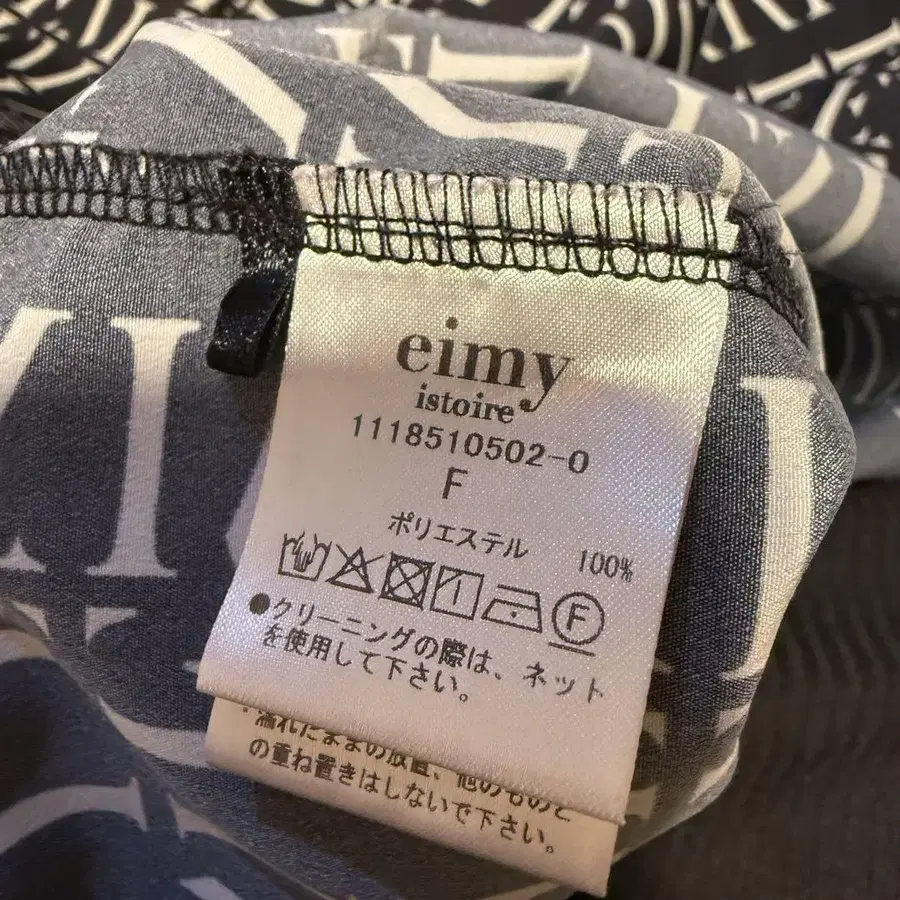 eimy
istoire
1118510502-0
F
ポリエステル 100%
F
●クリーニングの際は、ネット
を使用して下さい。
濡れたままの放置、他のものと
の重ね置きはしないで下さい。